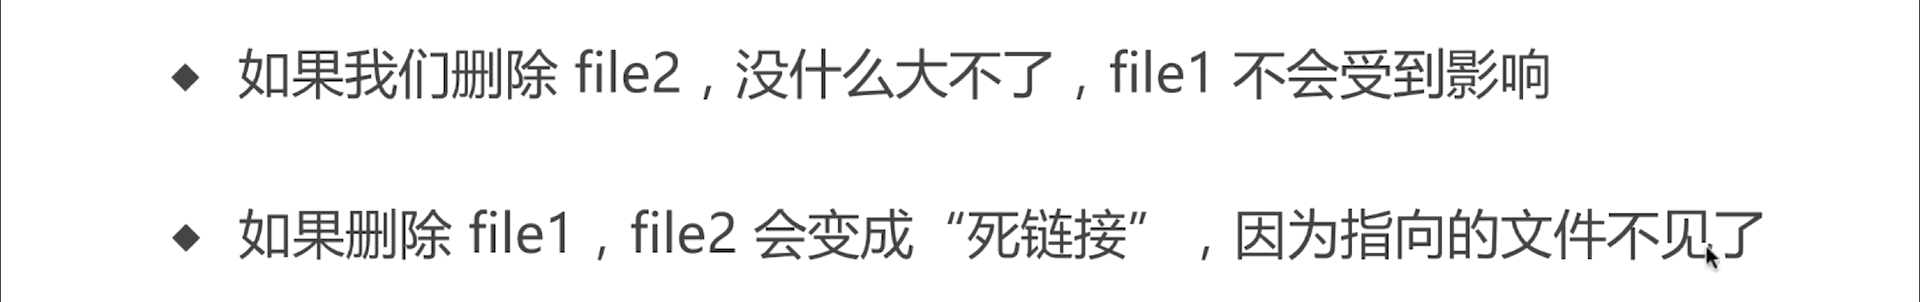 ◆ 如果我们删除 file2，没什么大不了，file1 不会受到影响
◆ 如果删除 file1，file2 会变成“死链接”，因为指向的文件不见了